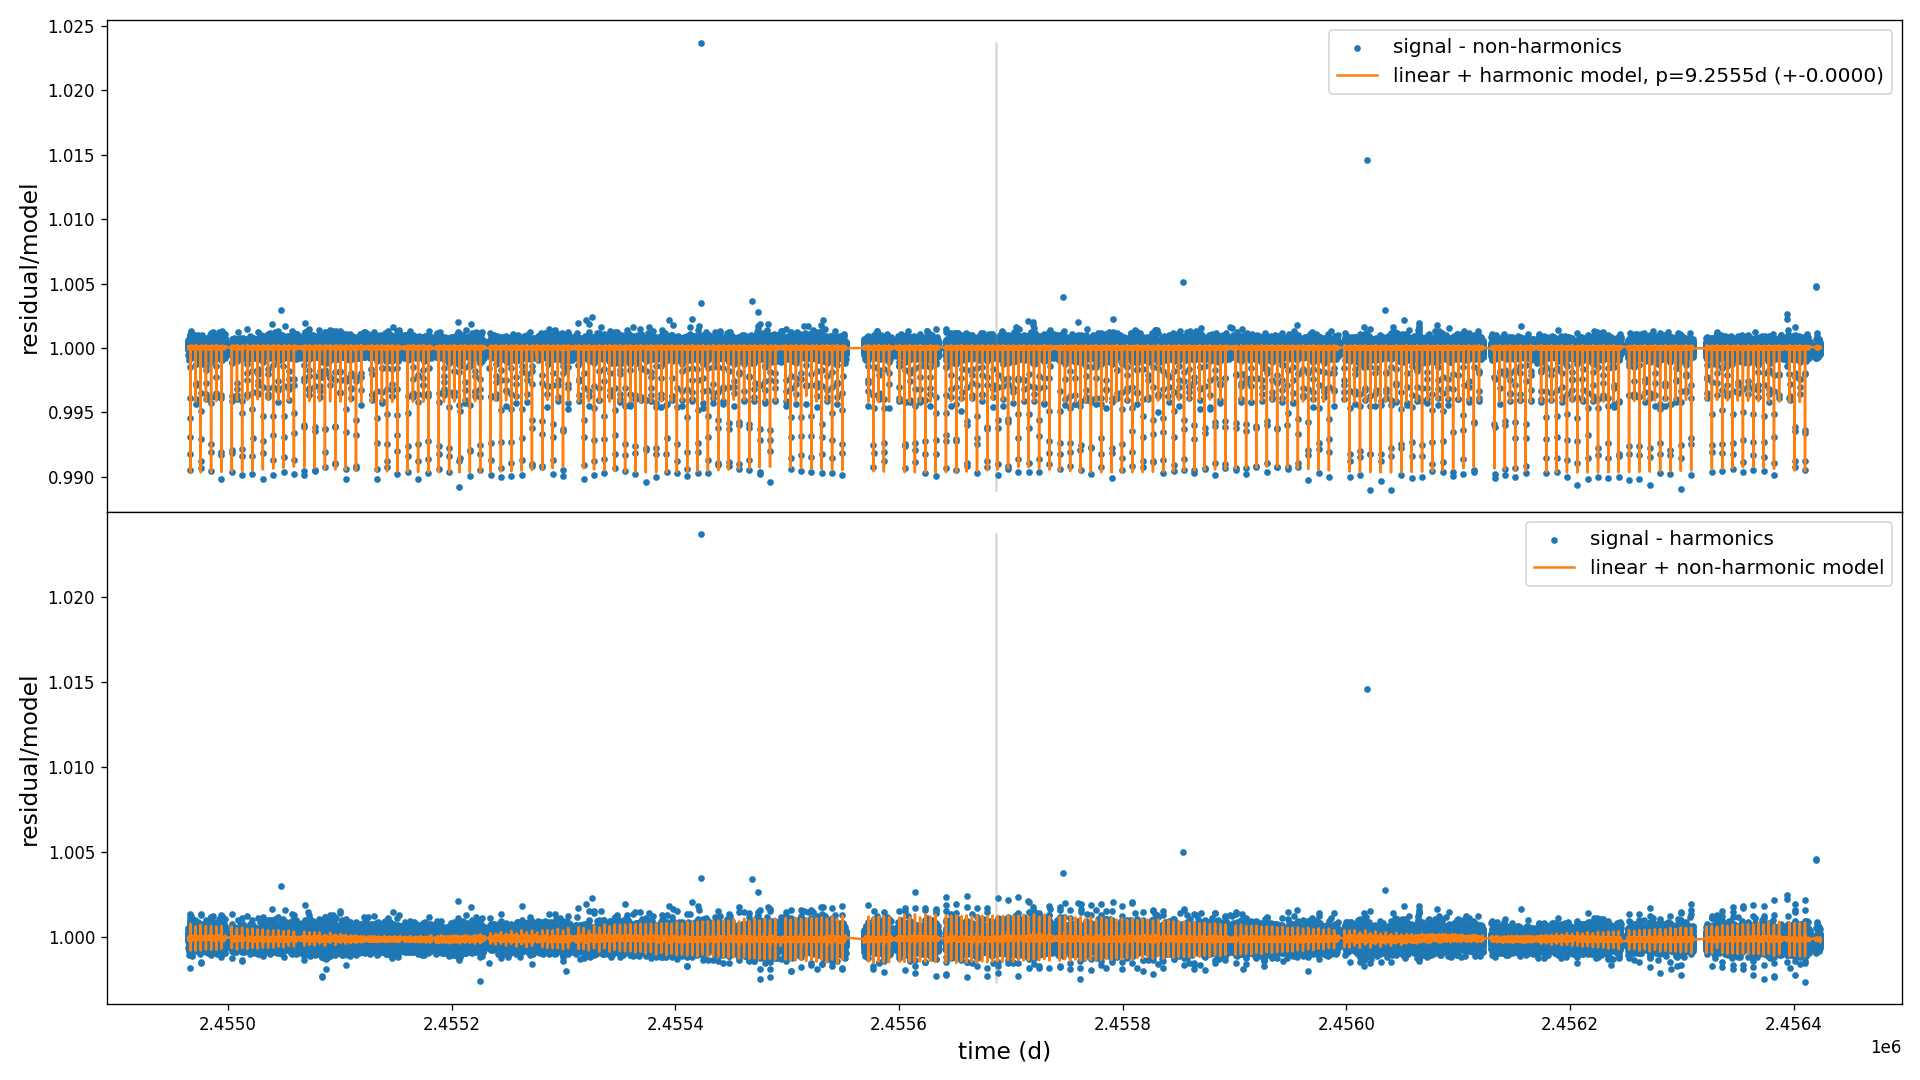 1.025
1.020
1.015
1.010
1.005
1.000
0.995
0.990
residual/model
signal - non-harmonics
linear + harmonic model, p=9.2555d (+-0.0000)
1.020
1.015
1.010
1.005
1.000
residual/model
signal - harmonics
linear + non-harmonic model
2.4550 2.4552 2.4554 2.4556 2.4558 2.4560 2.4562 2.4564
time (d)
1e6